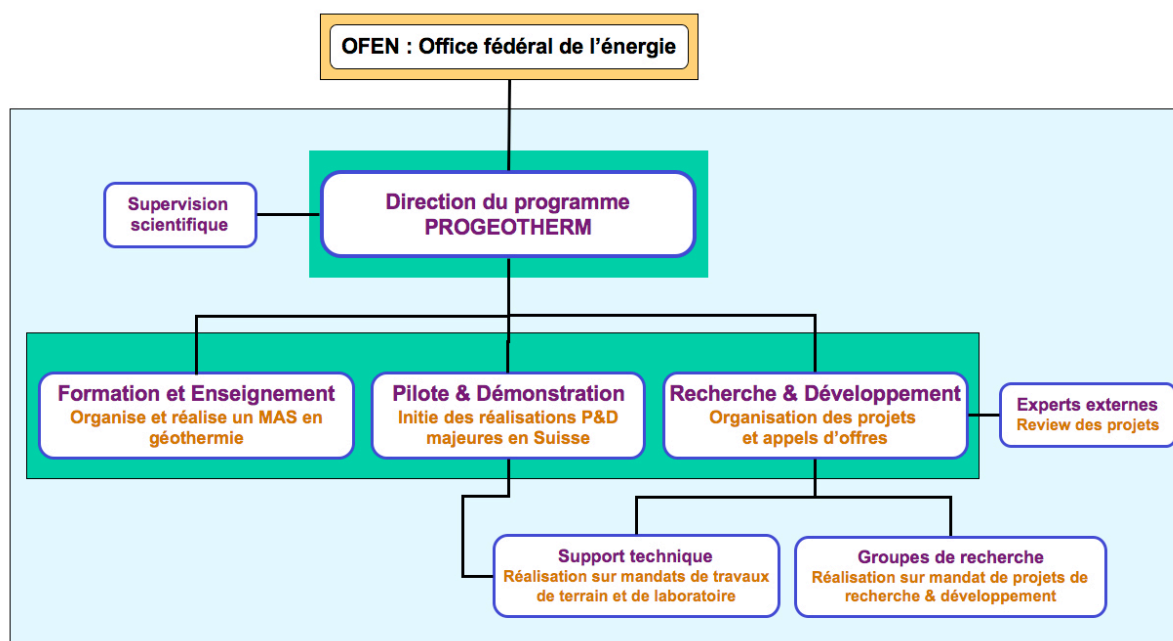 OFEN : Office fédéral de l'énergie
Supervision
scientifique
Direction du programme
PROGEOTHERM
Formation et Enseignement
Organise et réalise un MAS en
géothermie
Pilote & Démonstration
Initie des réalisations P&D
majeures en Suisse
Recherche & Développement
Organisation des projets
et appels d'offres
Experts externes
Review des projets
Support technique
Réalisation sur mandats de travaux
de terrain et de laboratoire
Groupes de recherche
Réalisation sur mandat de projets de
recherche & développement